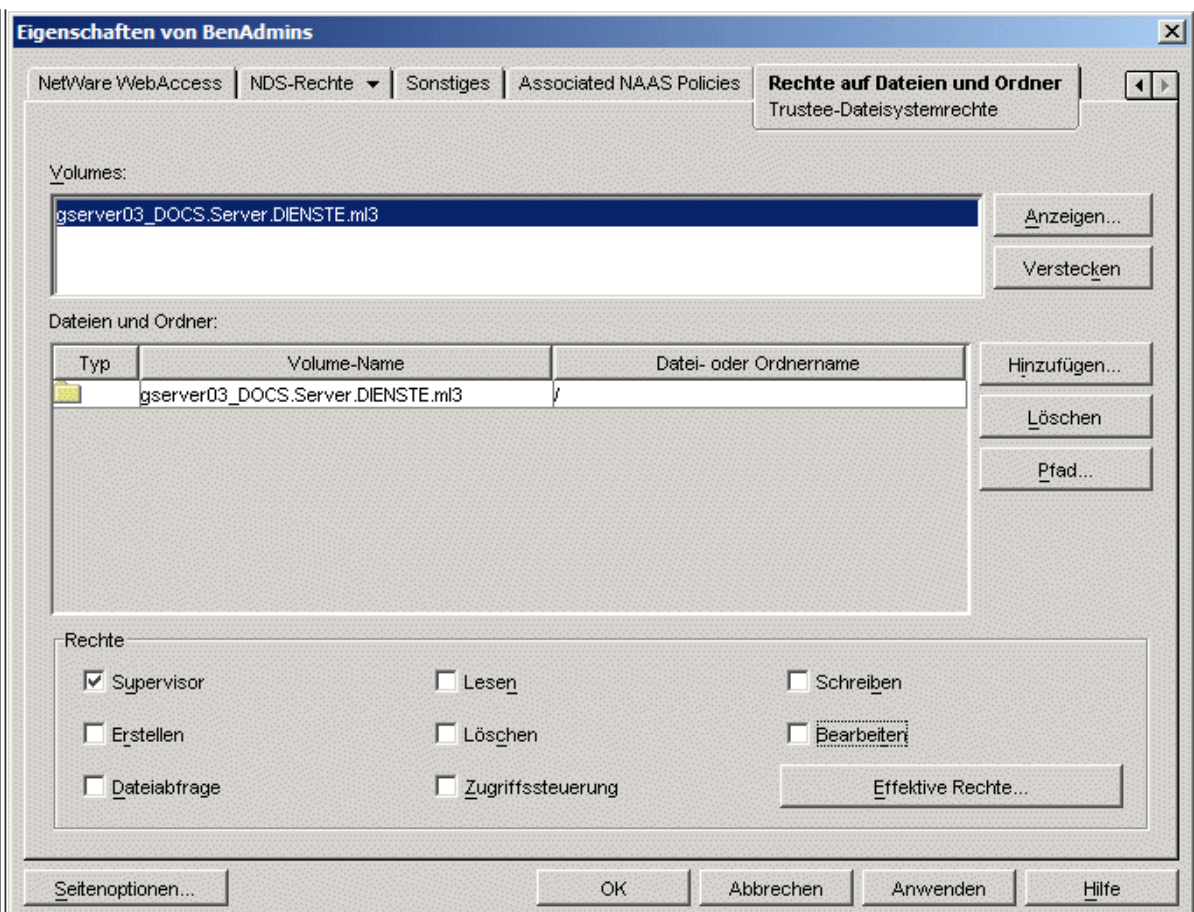 Eigenschaften von BenAdmins
NetWare WebAccess NDS-Rechte Sonstiges Associated NAAS Policies Rechte auf Dateien und Ordner
Trustee-Dateisystemrechte
Volumes:
gserver03_DOCS.Server.DIENSTE.ml3
Anzeigen...
Verstecken
Dateien und Ordner:
Typ Volume-Name Datei- oder Ordnername
gserver03_DOCS.Server.DIENSTE.ml3 /
Hinzufügen...
Löschen
Pfad...
Rechte
Supervisor Lesen Schreiben
Erstellen Löschen Bearbeiten
Dateiabfrage Zugriffssteuerung Effektive Rechte...
Seitenoptionen... OK Abbrechen Anwenden Hilfe